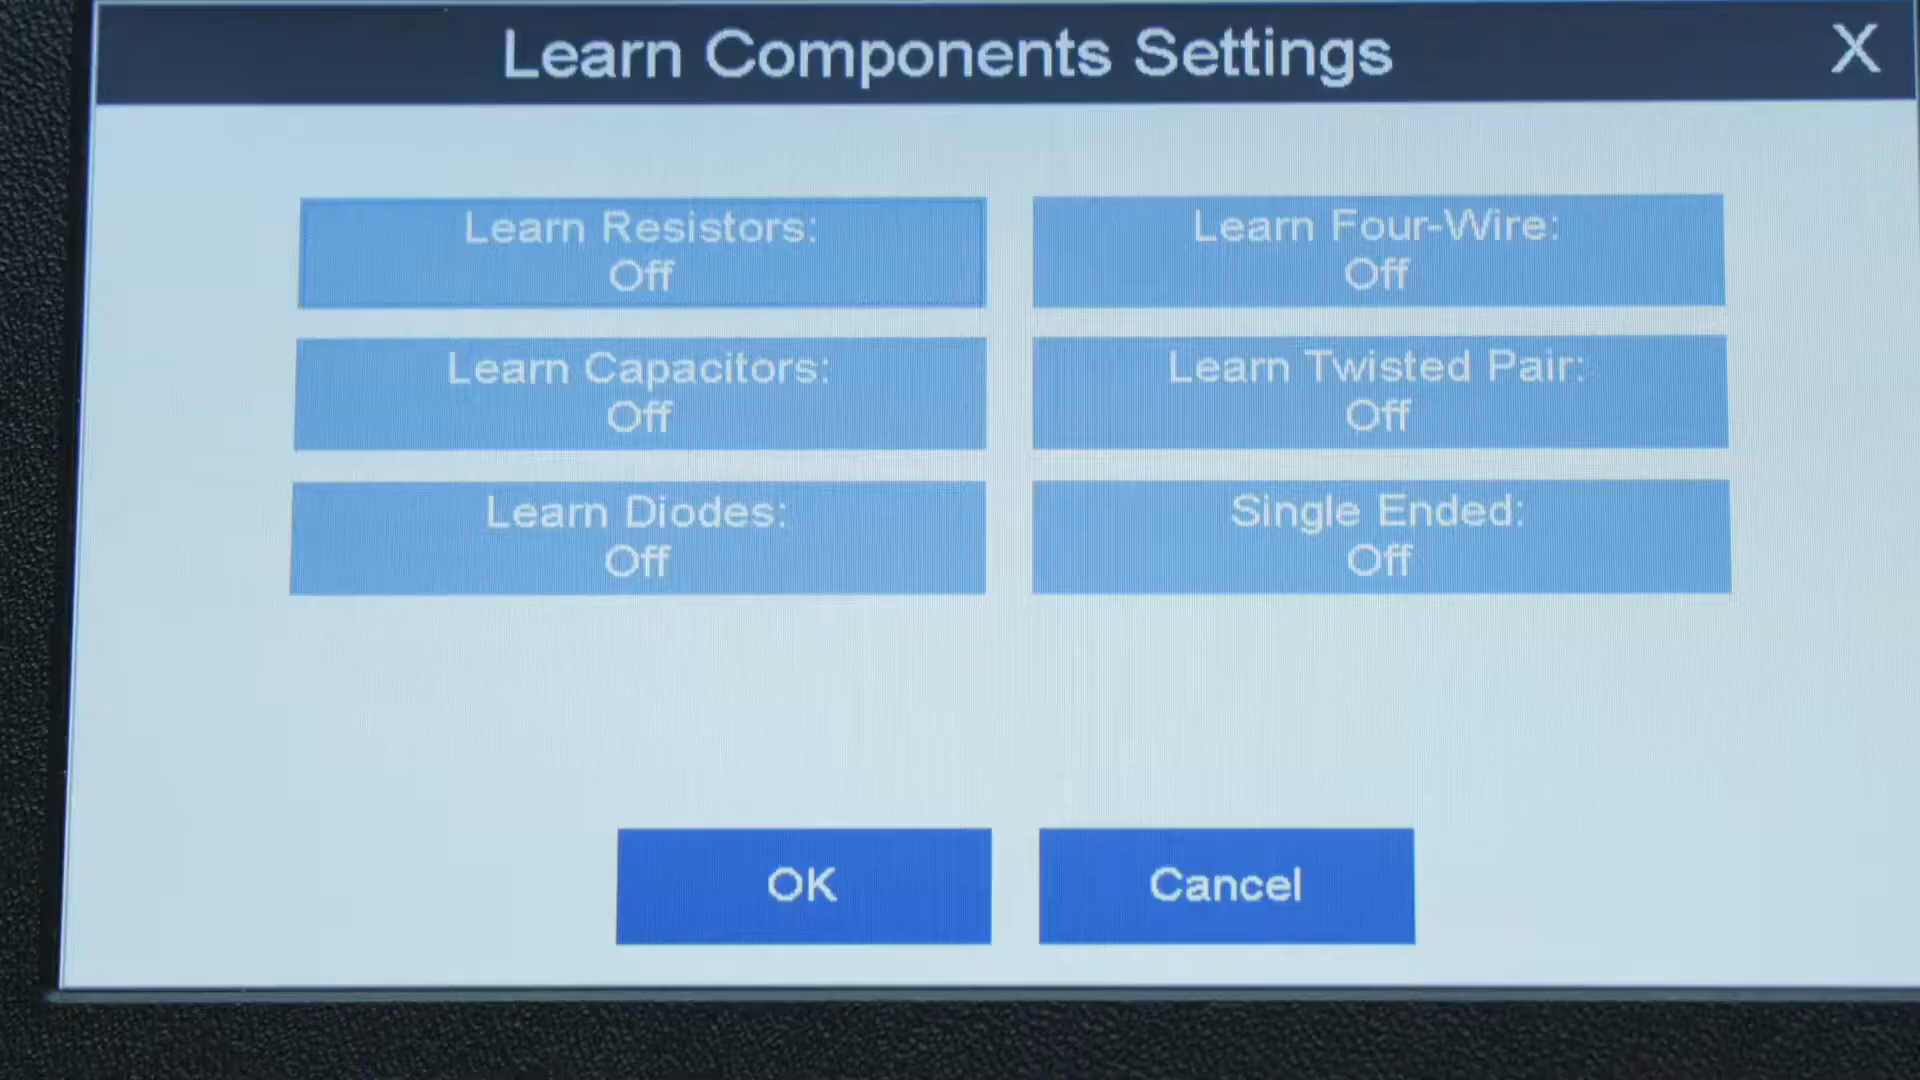 Learn Components Settings
X
Learn Resistors:
Off
Learn Four-Wire:
Off
Learn Capacitors:
Off
Learn Twisted Pair:
Off
Learn Diodes:
Off
Single Ended:
Off
OK
Cancel